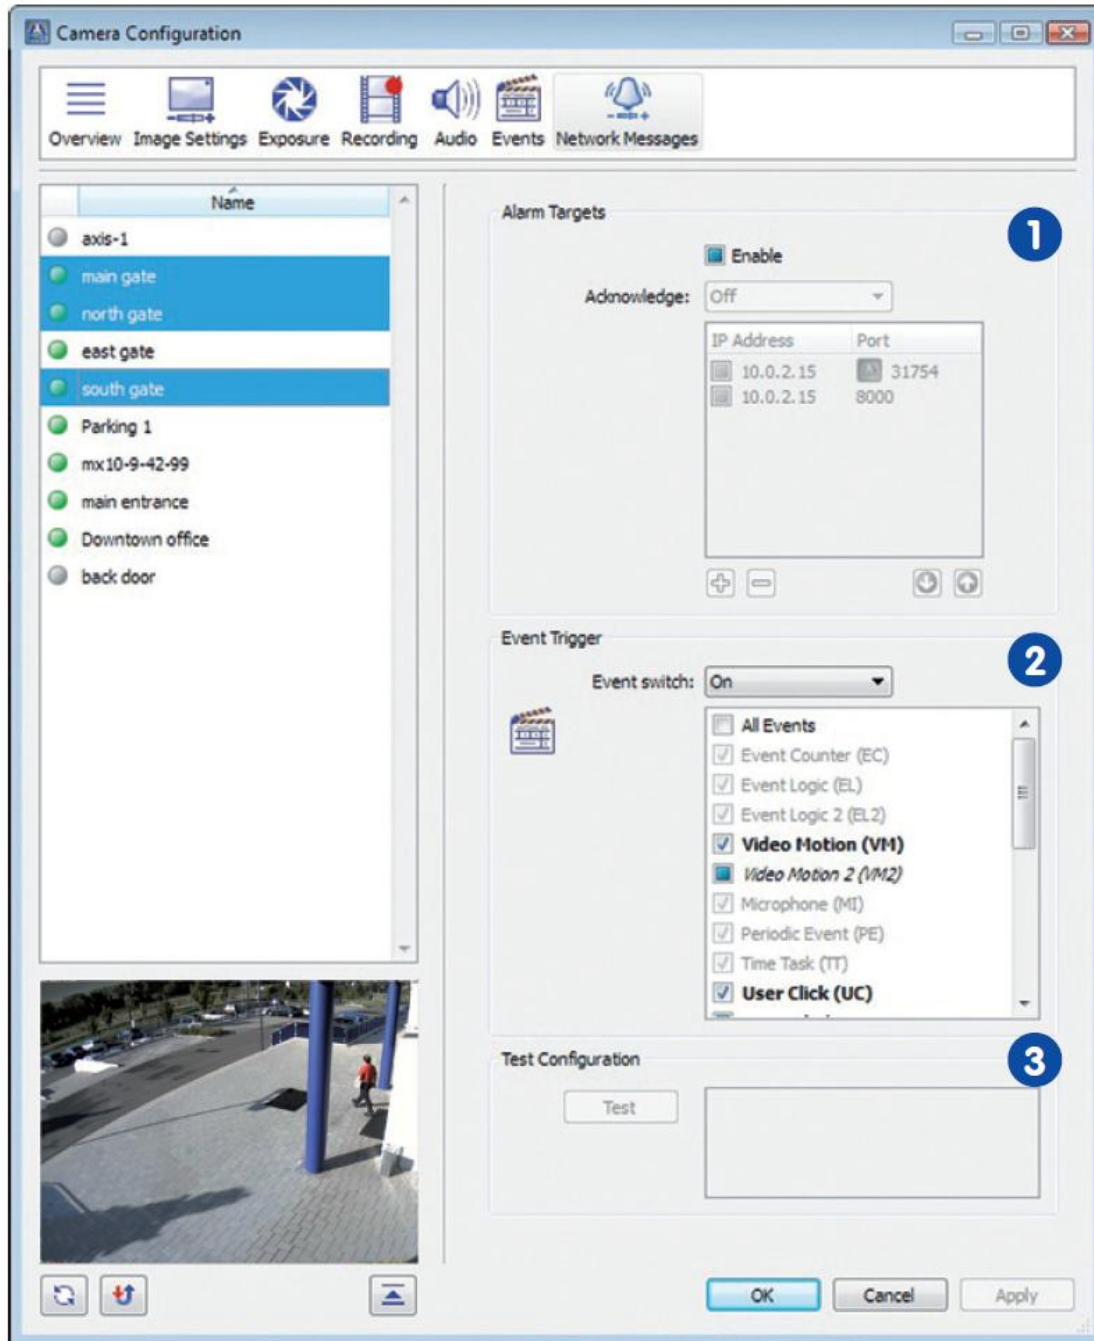 Camera Configuration
Overview Image Settings Exposure Recording Audio Events Network Messages
Name
axis-1
main gate
north gate
east gate
south gate
Parking 1
mx10-9-42-99
main entrance
Downtown office
back door
Alarm Targets
1
Enable
Acknowledge: Off
IP Address Port
10.0.2.15 31754
10.0.2.15 8000
Event Trigger
2
Event switch: On
All Events
Event Counter (EC)
Event Logic (EL)
Event Logic 2 (EL2)
Video Motion (VM)
Video Motion 2 (VM2)
Microphone (MI)
Periodic Event (PE)
Time Task (TT)
User Click (UC)
Test Configuration
3
Test
OK Cancel Apply